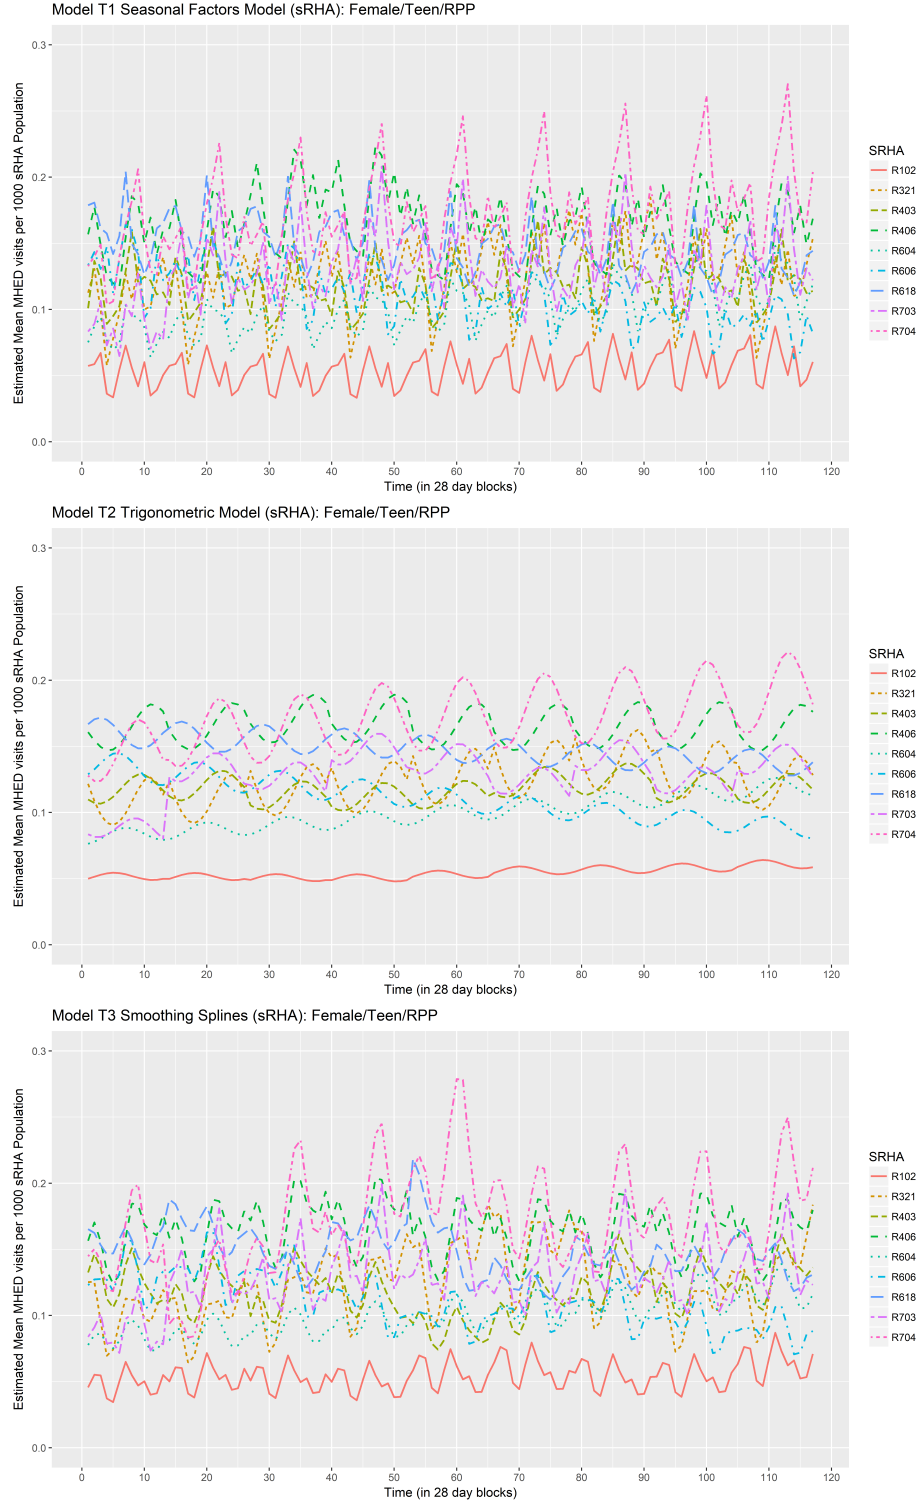 Model T1 Seasonal Factors Model (sRHA): Female/Teen/RPP
Estimated Mean MHED visits per 1000 sRHA Population
0.3
0.2
0.1
0.0
0 10 20 30 40 50 60 70 80 90 100 110 120
Time (in 28 day blocks)
SRHA
R102
R321
R403
R406
R604
R606
R618
R703
R704
Model T2 Trigonometric Model (sRHA): Female/Teen/RPP
Estimated Mean MHED visits per 1000 sRHA Population
0.3
0.2
0.1
0.0
0 10 20 30 40 50 60 70 80 90 100 110 120
Time (in 28 day blocks)
SRHA
R102
R321
R403
R406
R604
R606
R618
R703
R704
Model T3 Smoothing Splines (sRHA): Female/Teen/RPP
Estimated Mean MHED visits per 1000 sRHA Population
0.3
0.2
0.1
0.0
0 10 20 30 40 50 60 70 80 90 100 110 120
Time (in 28 day blocks)
SRHA
R102
R321
R403
R406
R604
R606
R618
R703
R704